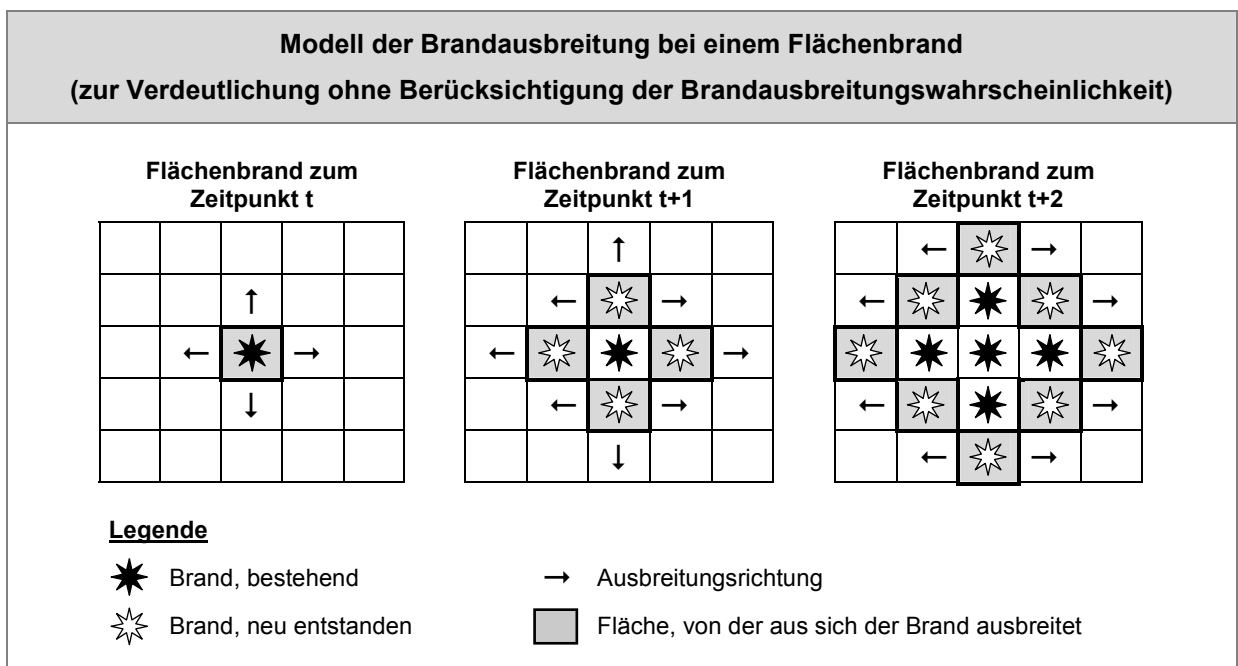 Modell der Brandausbreitung bei einem Flächenbrand
(zur Verdeutlichung ohne Berücksichtigung der Brandausbreitungswahrscheinlichkeit)
Flächenbrand zum
Zeitpunkt t
Flächenbrand zum
Zeitpunkt t+1
Flächenbrand zum
Zeitpunkt t+2
Legende
Brand, bestehend
Ausbreitungsrichtung
Brand, neu entstanden
Fläche, von der aus sich der Brand ausbreitet